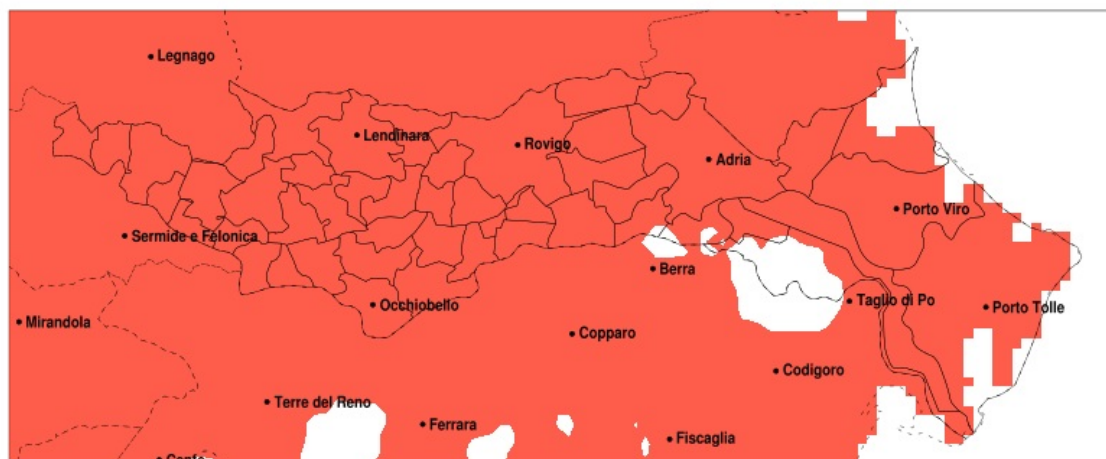 Legnago
Lendinara
Rovigo
Adria
Porto Viro
Sermide e Felonica
Berra
Occhiobello
Taglio di Po
Porto Tolle
Mirandola
Copparo
Codigoro
Terre del Reno
Ferrara
Fiscaglia